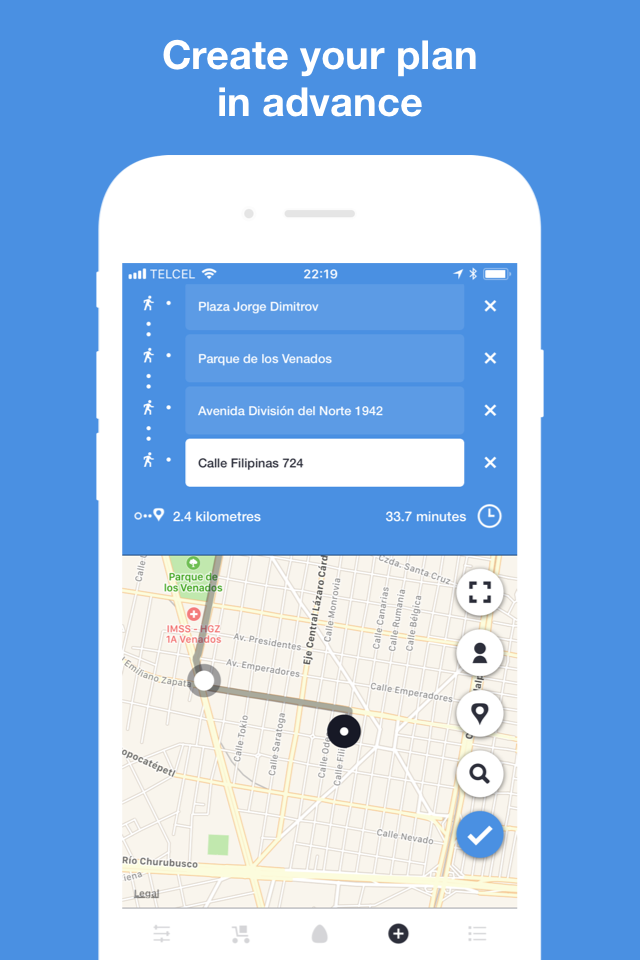 Create your plan
in advance
TELCEL
22:19
Plaza Jorge Dimitrov
Parque de los Venados
Avenida División del Norte 1942
Calle Filipinas 724
2.4 kilometres
33.7 minutes
Czda. Santa Cruz
Parque de
los Venados
IMSS - HGZ
1A Venados
Eje Central Lázaro Cárd
Calle Monrovia
Calle Canarias
Calle Rumania
Calle Bélgica
Av. Presidentes
Av. Emperadores
Emiliano Zapata
Calle Emperadores
Calle Tokio
Calle Saratoga
Calle Ode
Calle Fili
opocatépetl
Calle Nevado
Río Churubusco
iena
Legal